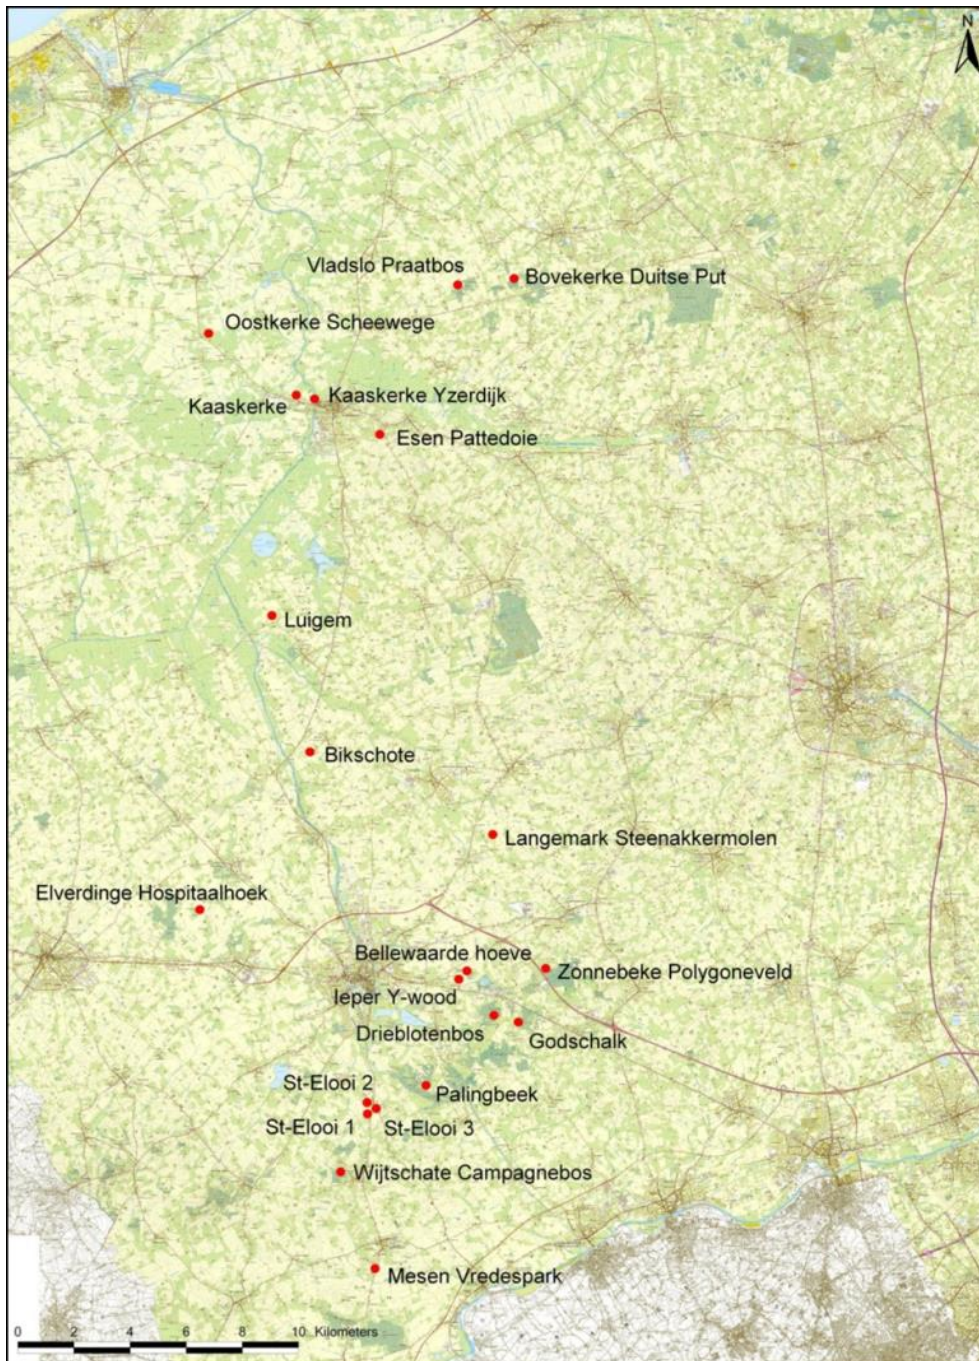 N
Vladslo Praatbos
Bovekerke Duitse Put
Oostkerke Scheewege
Kaaskerke
Kaaskerke Yzerdijk
Esen Pattedoie
Luigem
Bikschote
Langemark Steenakkermolen
Elverdinge Hospitaalhoek
Bellewaarde hoeve
Zonnebeke Polygoneveld
Ieper Y-wood
Drieblotenbos
Godschalk
St-Elooi 2
Palingbeek
St-Elooi 1
St-Elooi 3
Wijtschate Campagnebos
Mesen Vredespark
0 2 4 6 8 10 Kilometers